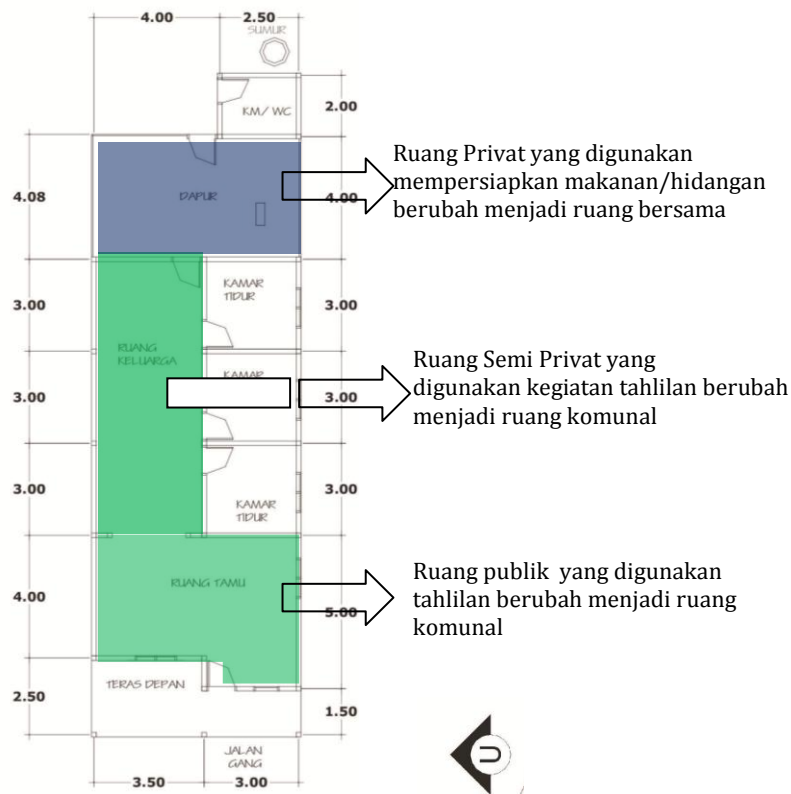 4.00
2.50
SUMUR
KM/ WC
2.00
4.08
DAPUR
4.00
Ruang Privat yang digunakan
mempersiapkan makanan/hidangan
berubah menjadi ruang bersama
3.00
KAMAR
TIDUR
3.00
RUANG
KELUARGA
3.00
KAMAR
3.00
Ruang Semi Privat yang
digunakan kegiatan tahlilan berubah
menjadi ruang komunal
3.00
KAMAR
TIDUR
3.00
4.00
RUANG TAMU
5.00
Ruang publik yang digunakan
tahlilan berubah menjadi ruang
komunal
2.50
TERAS DEPAN
1.50
JALAN
GANG
3.50
3.00
U